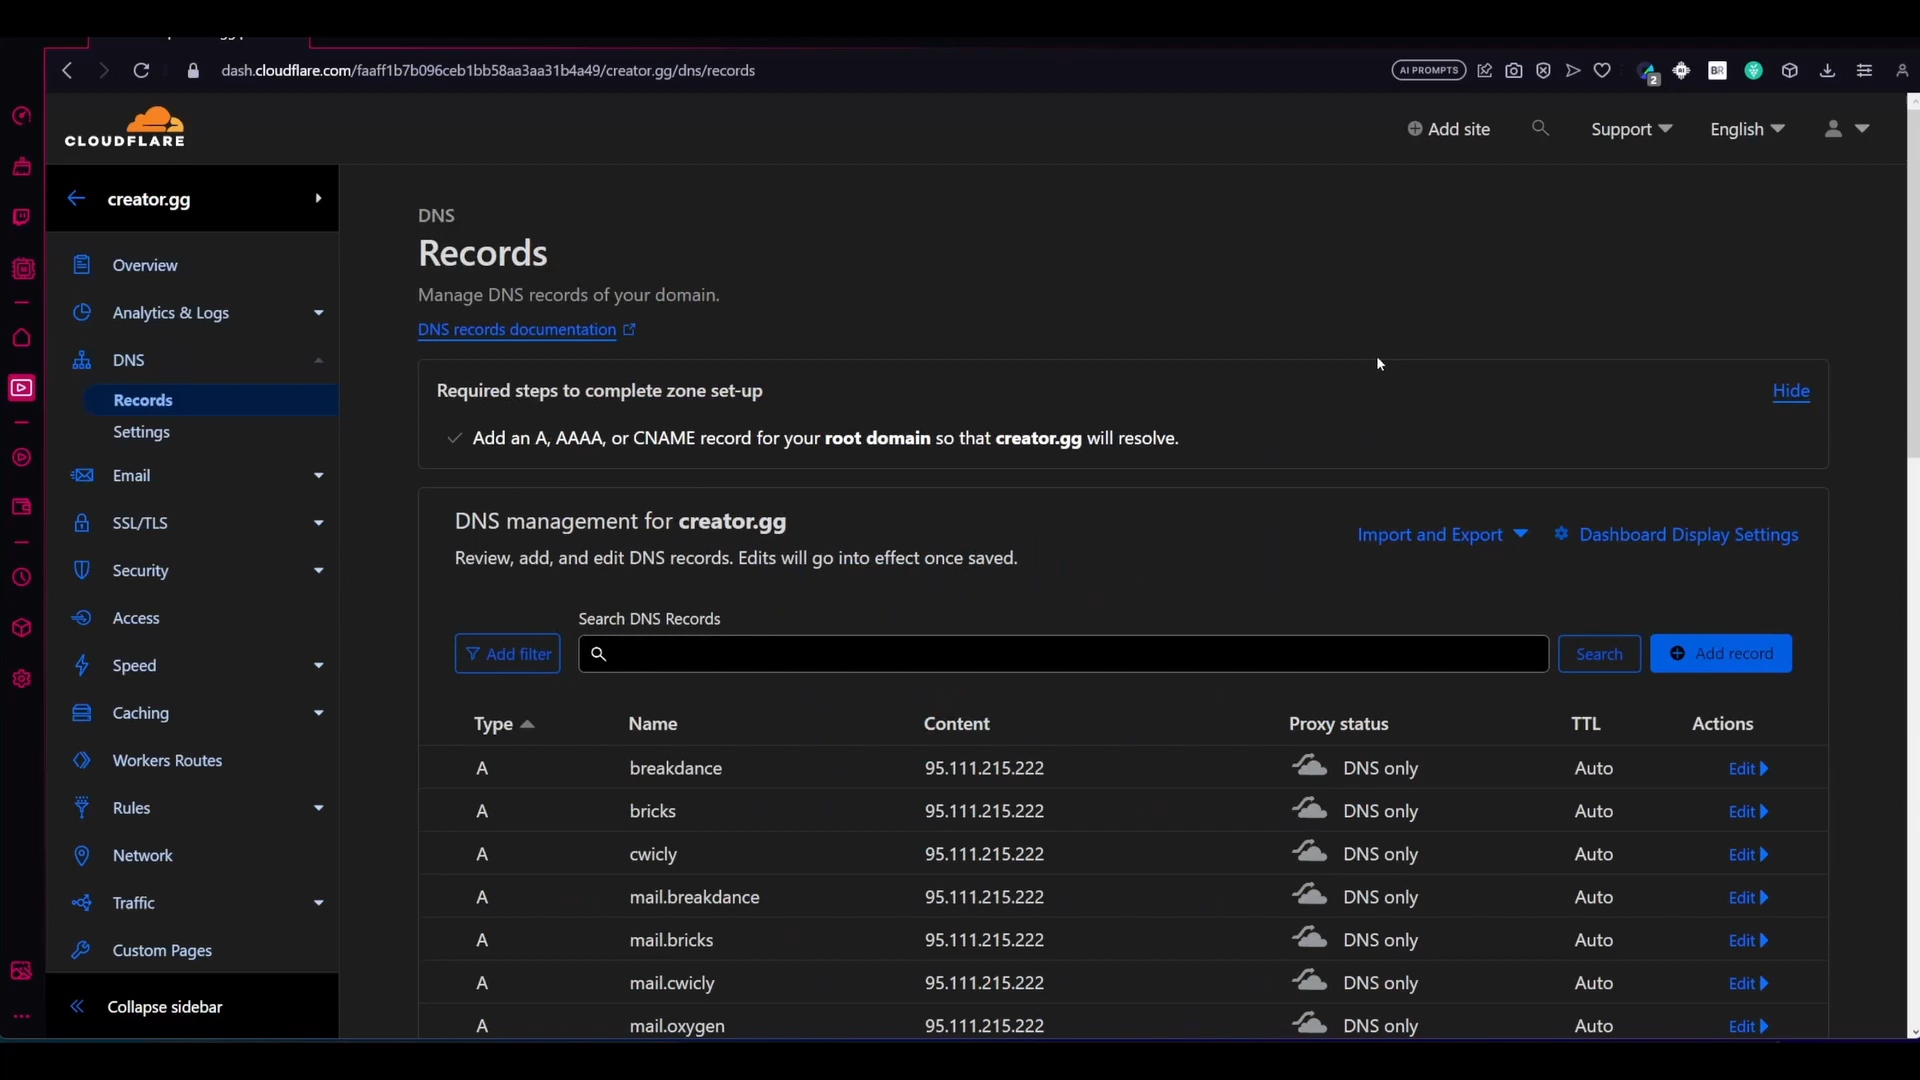 dash.cloudflare.com/faaff1b7b096ceb1bb58aa3aa31b4a49/creator.gg/dns/records
AI PROMPTS
2
BR
CLOUDFLARE
Add site
Support
English
creator.gg
Overview
Analytics & Logs
DNS
Records
Settings
Email
SSL/TLS
Security
Access
Speed
Caching
Workers Routes
Rules
Network
Traffic
Custom Pages
Collapse sidebar
DNS
Records
Manage DNS records of your domain.
DNS records documentation
Required steps to complete zone set-up
Hide
Add an A, AAAA, or CNAME record for your root domain so that creator.gg will resolve.
DNS management for creator.gg
Review, add, and edit DNS records. Edits will go into effect once saved.
Import and Export
Dashboard Display Settings
Search DNS Records
Add filter
Search
Add record
Type Name Content Proxy status TTL Actions
A breakdance 95.111.215.222 DNS only Auto Edit
A bricks 95.111.215.222 DNS only Auto Edit
A cwicly 95.111.215.222 DNS only Auto Edit
A mail.breakdance 95.111.215.222 DNS only Auto Edit
A mail.bricks 95.111.215.222 DNS only Auto Edit
A mail.cwicly 95.111.215.222 DNS only Auto Edit
A mail.oxygen 95.111.215.222 DNS only Auto Edit